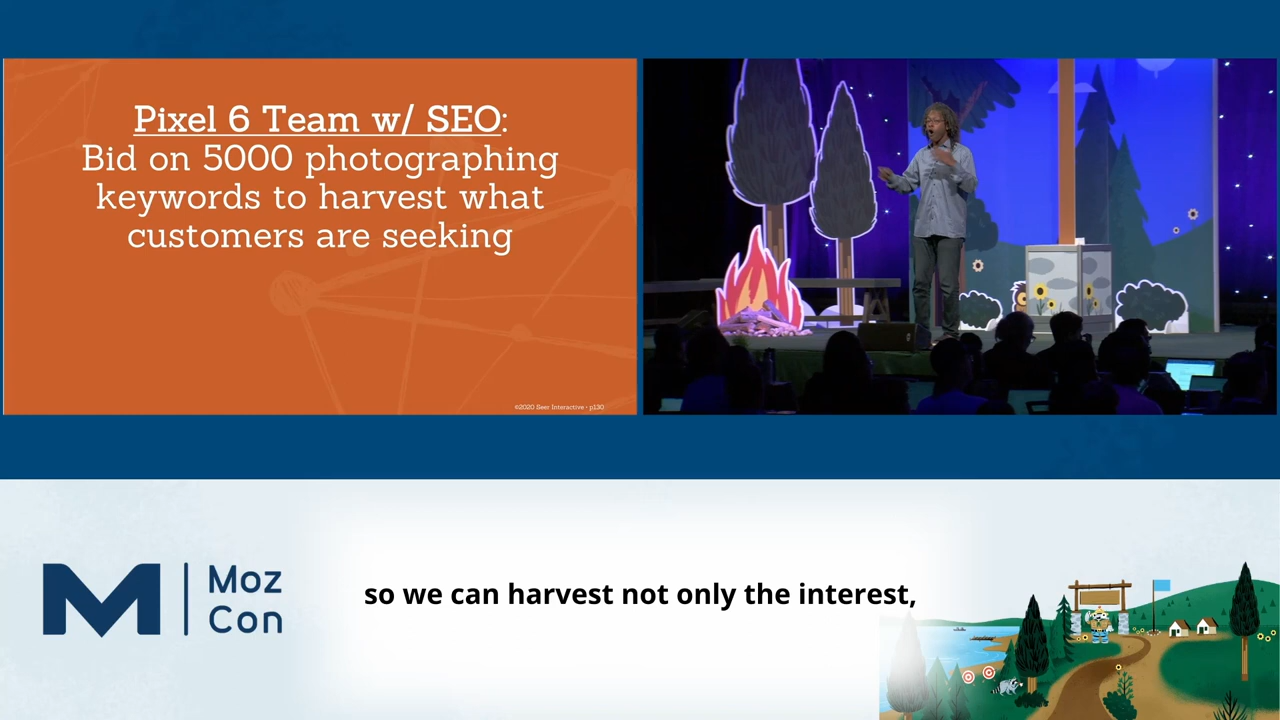 Pixel 6 Team w/ SEO:
Bid on 5000 photographing
keywords to harvest what
customers are seeking
©2020 Seer Interactive • p130
M
Moz
Con
so we can harvest not only the interest,